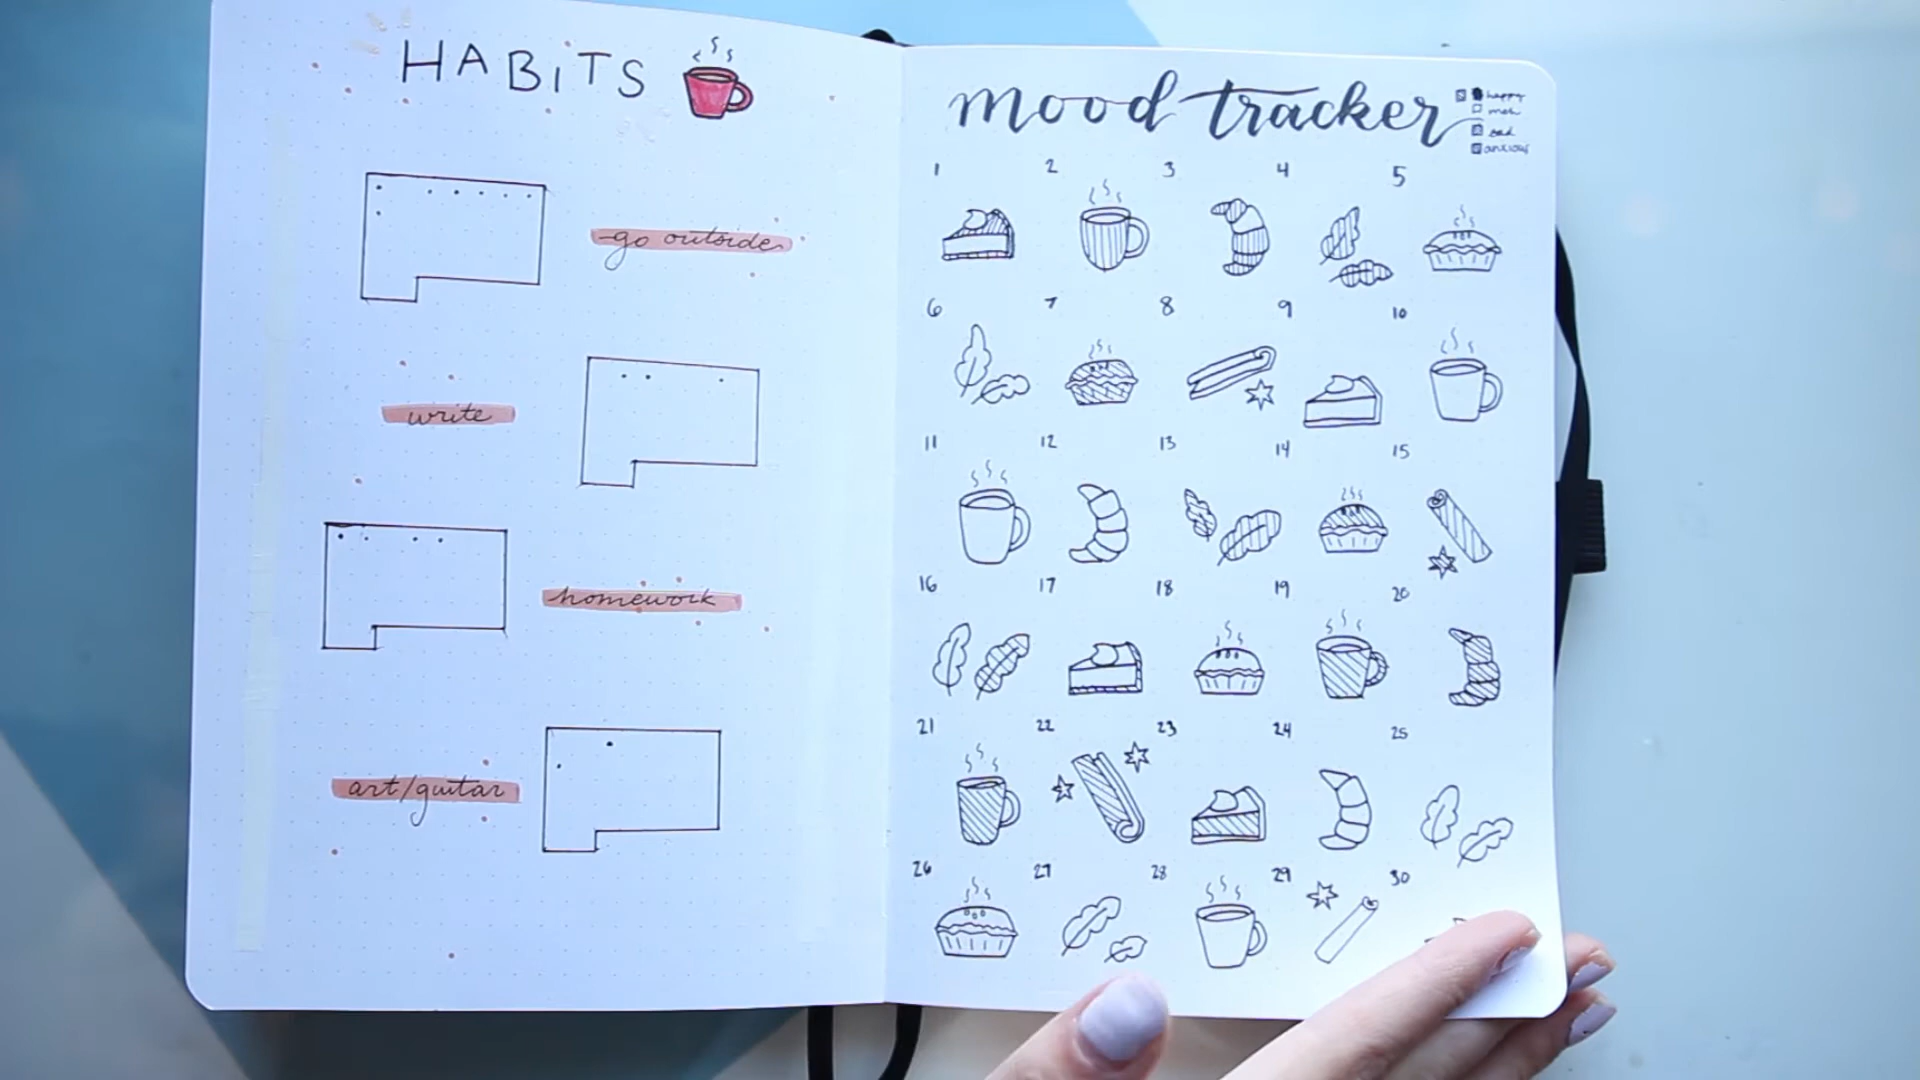 HABiTS
go outside
write
homework
art/guitar
mood tracker
happy
meh
sad
anxious
1 2 3 4 5
6 7 8 9 10
11 12 13 14 15
16 17 18 19 20
21 22 23 24 25
26 27 28 29 30